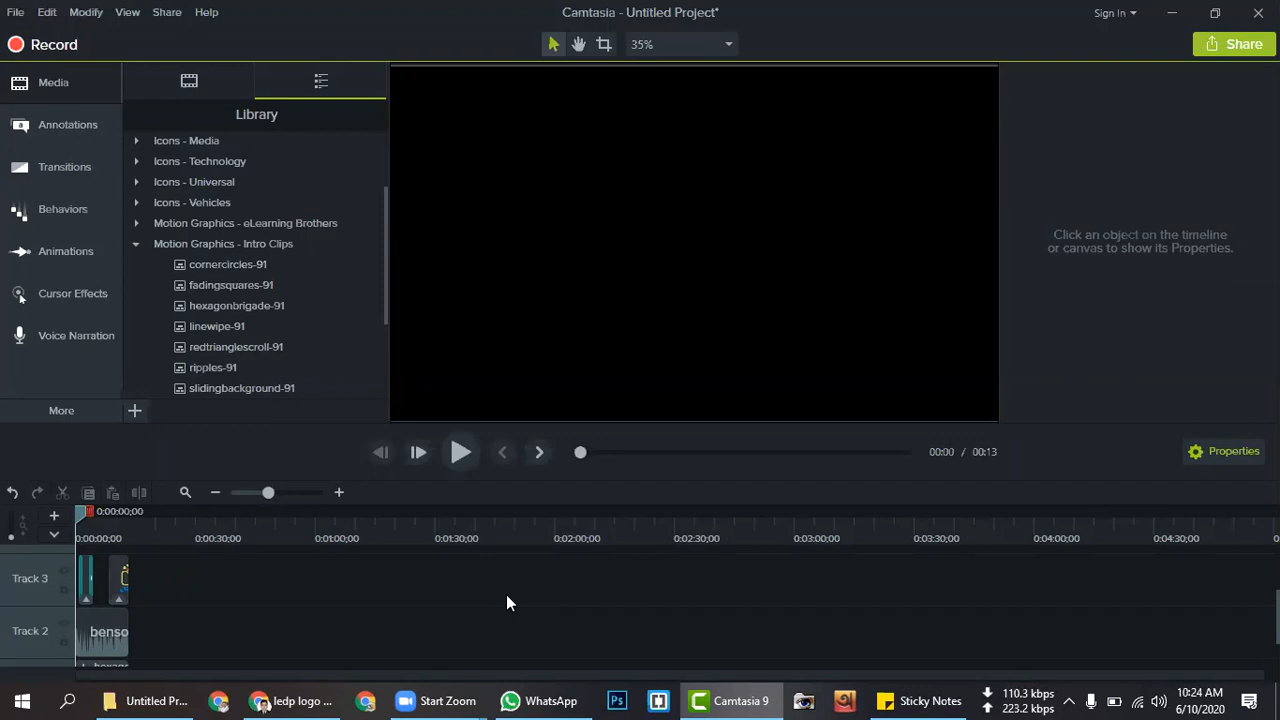 File Edit Modify View Share Help
Camtasia - Untitled Project*
Sign In
Record
35%
Share
Media
Annotations
Transitions
Behaviors
Animations
Cursor Effects
Voice Narration
More
Library
Icons - Media
Icons - Technology
Icons - Universal
Icons - Vehicles
Motion Graphics - eLearning Brothers
Motion Graphics - Intro Clips
cornercircles-91
fadingsquares-91
hexagonbrigade-91
linewipe-91
redtrianglescroll-91
ripples-91
slidingbackground-91
Click an object on the timeline
or canvas to show its Properties.
00:00 / 00:13
Properties
0:00:00;00
0:00:00;00 0:00:30;00 0:01:00;00 0:01:30;00 0:02:00;00 0:02:30;00 0:03:00;00 0:03:30;00 0:04:00;00 0:04:30;00
Track 3
Track 2
benso
Untitled Pr...
ledp logo ...
Start Zoom
WhatsApp
Ps
Camtasia 9
Sticky Notes
110.3 kbps
223.2 kbps
10:24 AM
6/10/2020